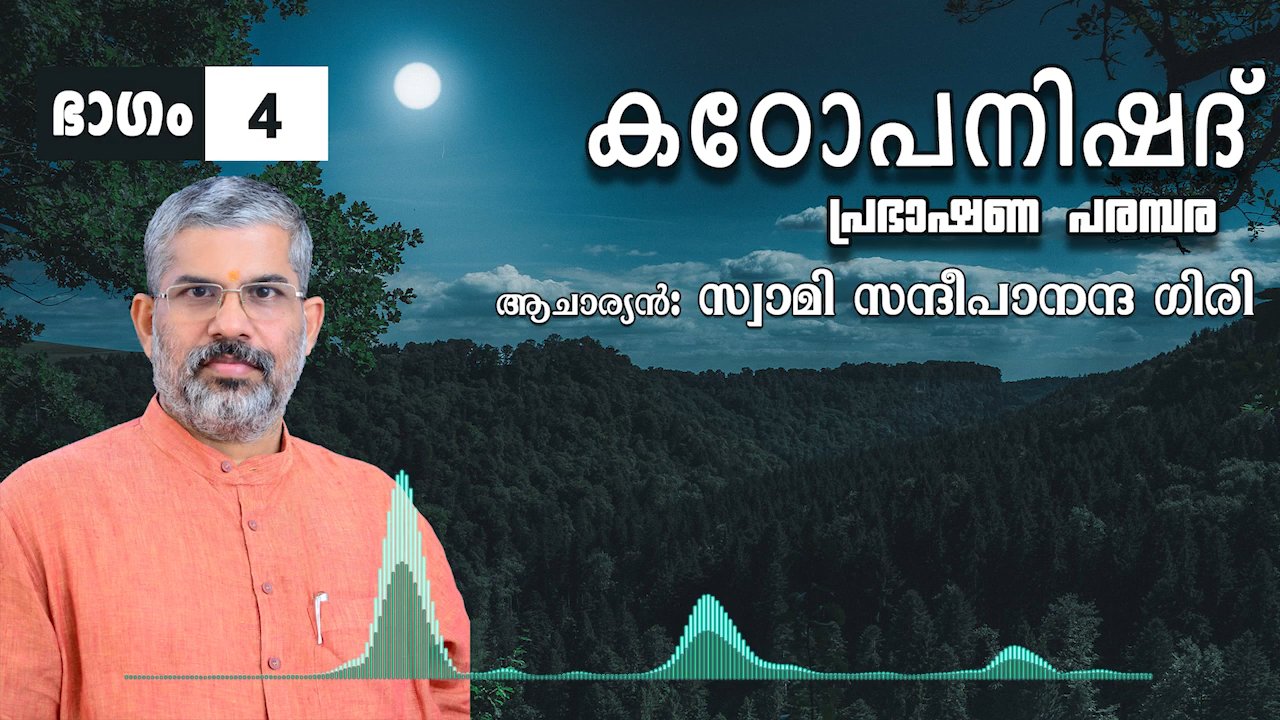 ഭാഗം 4
കഠോപനിഷദ്
പ്രഭാഷണ പരമ്പര
ആചാര്യൻ: സ്വാമി സന്ദീപാനന്ദ ഗിരി